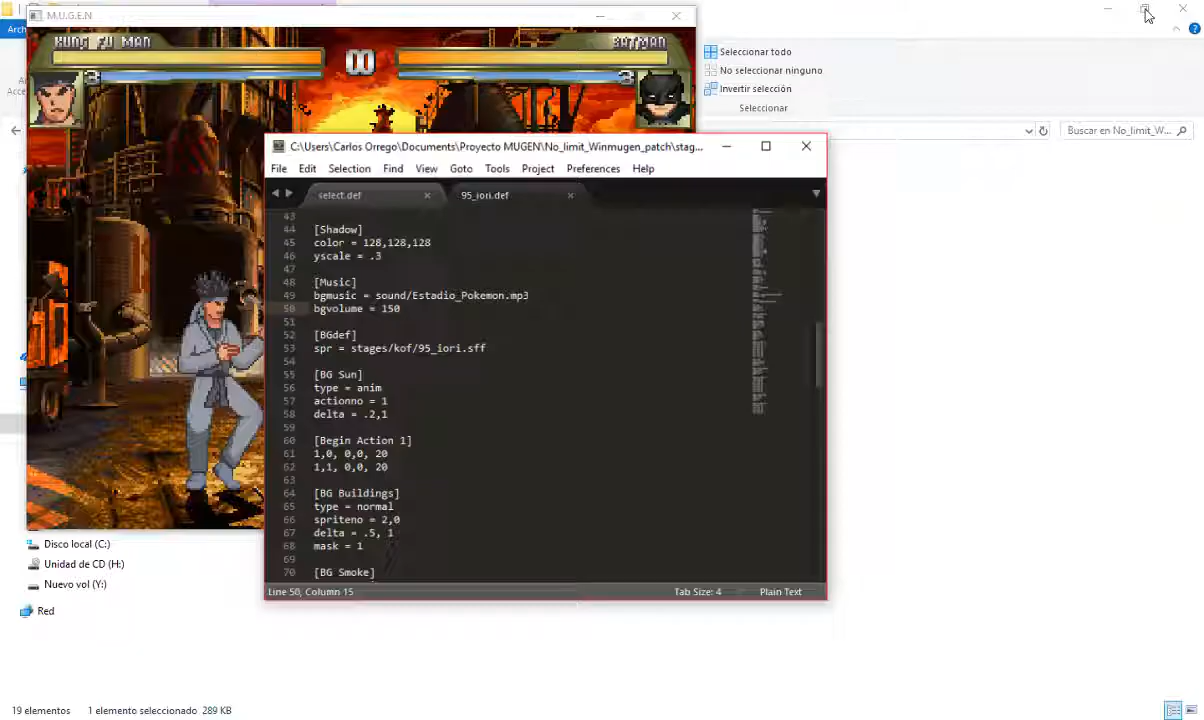 M.U.G.E.N
Arch
KUNG FU MAN
BATMAN
3
3
00
Seleccionar todo
No seleccionar ninguno
Invertir selección
Seleccionar
Buscar en No_limit_W...
C:\Users\Carlos Orrego\Documents\Proyecto MUGEN\No_limit_Winmugen_patch\stag...
File Edit Selection Find View Goto Tools Project Preferences Help
select.def
95_iori.def
43
44 [Shadow]
45 color = 128,128,128
46 yscale = .3
47
48 [Music]
49 bgmusic = sound/Estadio_Pokemon.mp3
50 bgvolume = 150
51
52 [BGdef]
53 spr = stages/kof/95_iori.sff
54
55 [BG Sun]
56 type = anim
57 actionno = 1
58 delta = .2,1
59
60 [Begin Action 1]
61 1,0, 0,0, 20
62 1,1, 0,0, 20
63
64 [BG Buildings]
65 type = normal
66 spriteno = 2,0
67 delta = .5, 1
68 mask = 1
69
70 [BG Smoke]
Line 50, Column 15
Tab Size: 4
Plain Text
Disco local (C:)
Unidad de CD (H:)
Nuevo vol (Y:)
Red
19 elementos
1 elemento seleccionado 289 KB